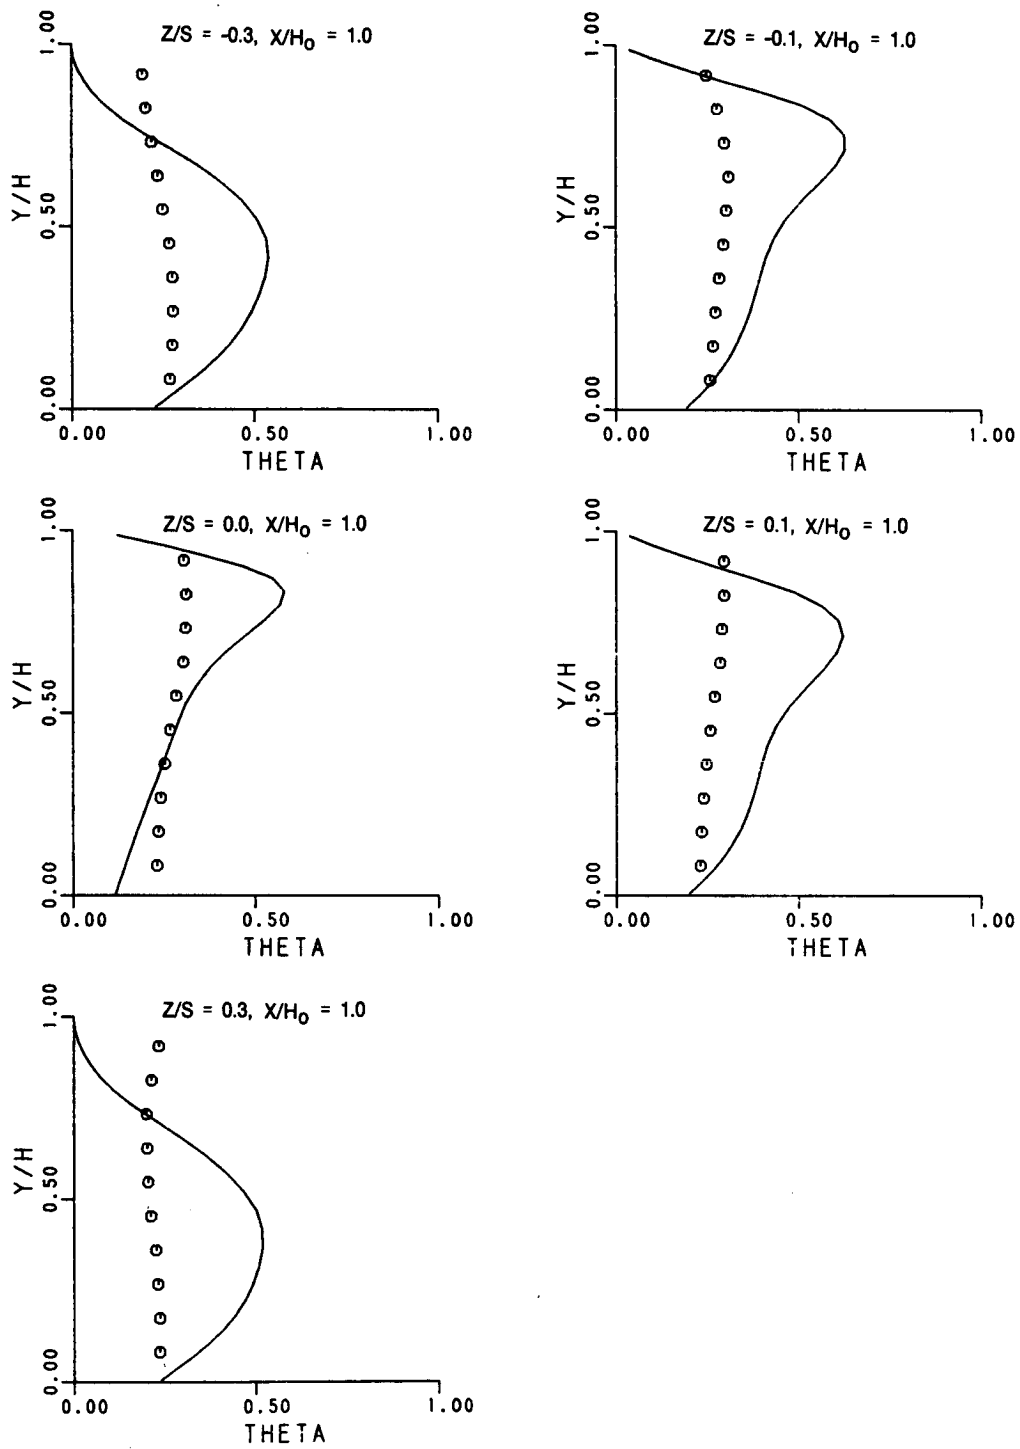 Z/S = -0.3, X/H0 = 1.0
1.00
0.50
0.00
Y/H
0.00 0.50 1.00
THETA
Z/S = -0.1, X/H0 = 1.0
1.00
0.50
0.00
Y/H
0.00 0.50 1.00
THETA
Z/S = 0.0, X/H0 = 1.0
1.00
0.50
0.00
Y/H
0.00 0.50 1.00
THETA
Z/S = 0.1, X/H0 = 1.0
1.00
0.50
0.00
Y/H
0.00 0.50 1.00
THETA
Z/S = 0.3, X/H0 = 1.0
1.00
0.50
0.00
Y/H
0.00 0.50 1.00
THETA